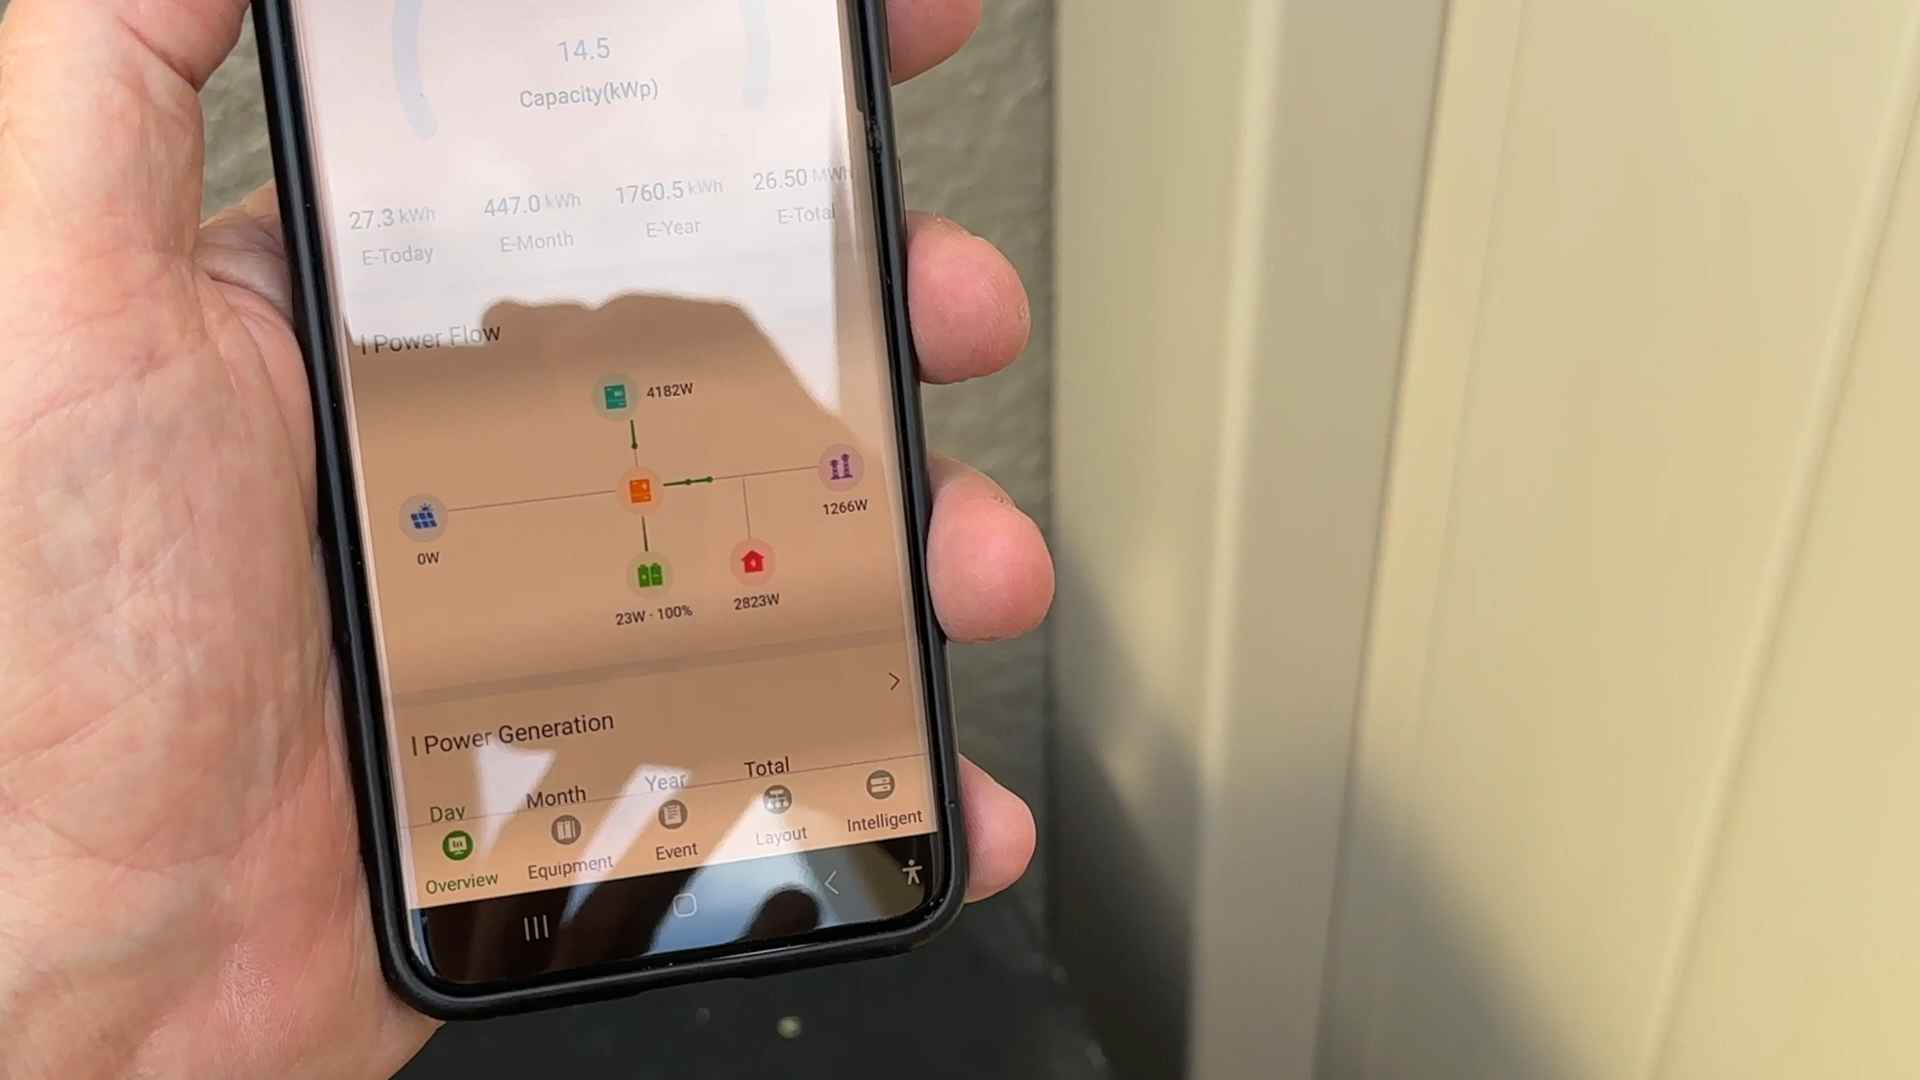 14.5
Capacity(kWp)
27.3 kWh 447.0 kWh 1760.5 kWh 26.50 MWh
E-Today E-Month E-Year E-Total
Power Flow
4182W
0W
1266W
23W - 100%
2823W
Power Generation
Day Month Year Total
Overview Equipment Event Layout Intelligent